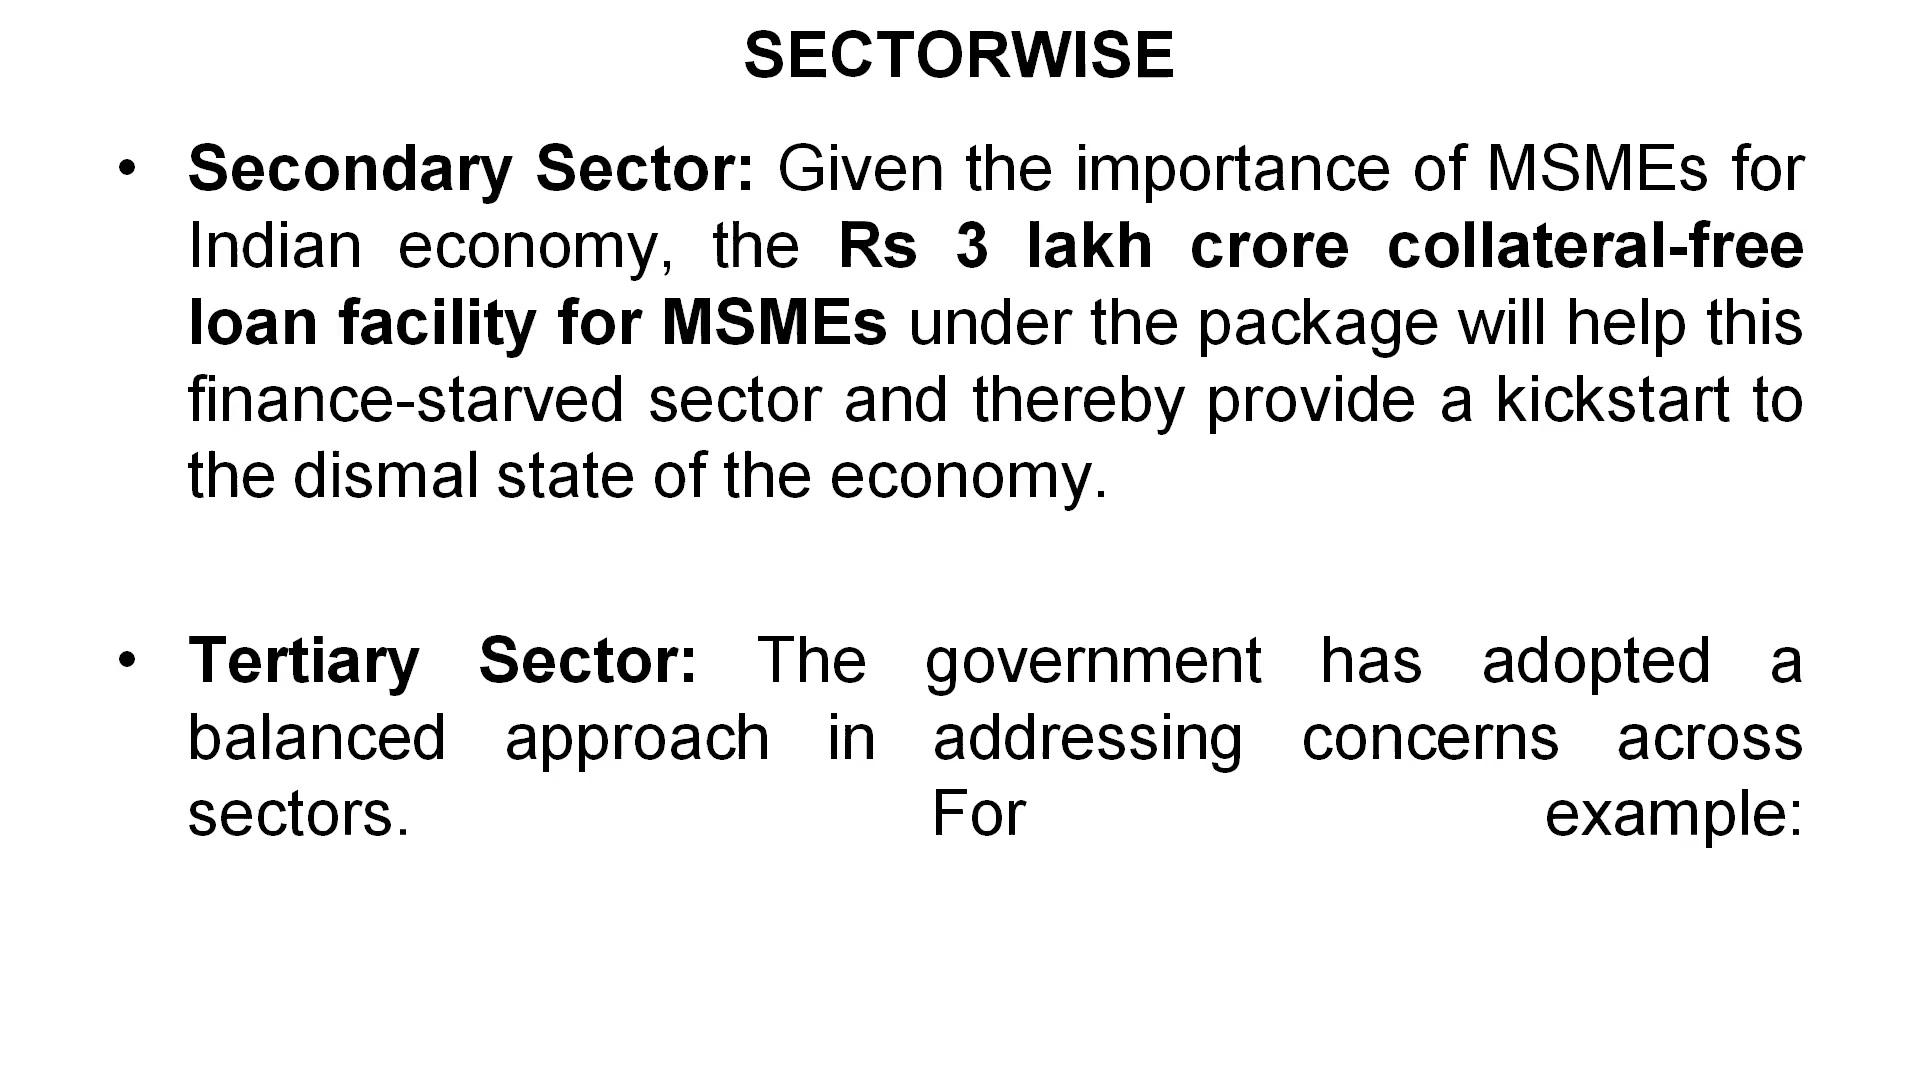 SECTORWISE
• Secondary Sector: Given the importance of MSMEs for
Indian economy, the Rs 3 lakh crore collateral-free
loan facility for MSMEs under the package will help this
finance-starved sector and thereby provide a kickstart to
the dismal state of the economy.
• Tertiary Sector: The government has adopted a
balanced approach in addressing concerns across
sectors. For example: